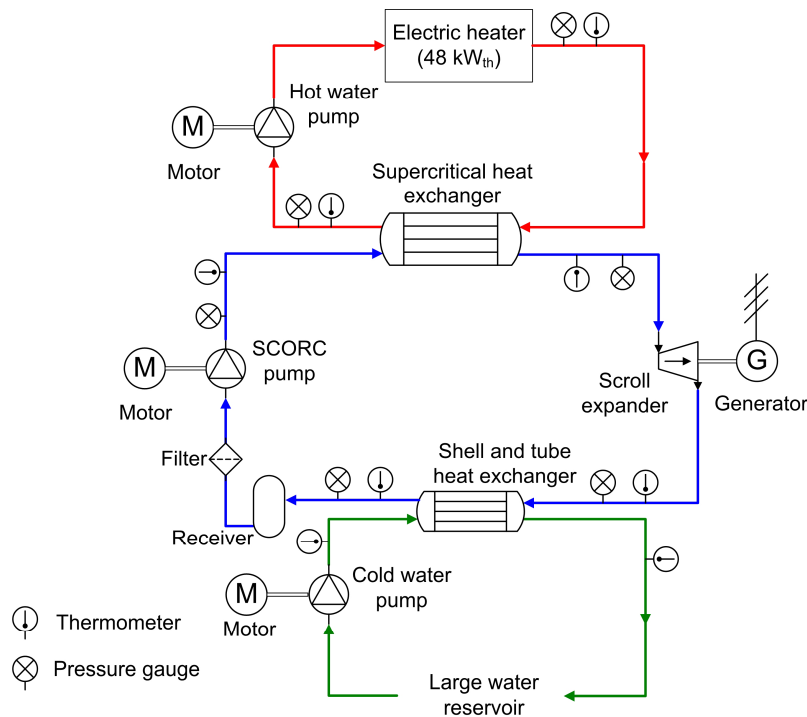 Electric heater
(48 kWth)
Hot water
pump
M
Motor
Supercritical heat
exchanger
SCORC
pump
M
Motor
G
Scroll
expander
Generator
Filter
Shell and tube
heat exchanger
Receiver
Cold water
pump
M
Motor
Thermometer
Pressure gauge
Large water
reservoir